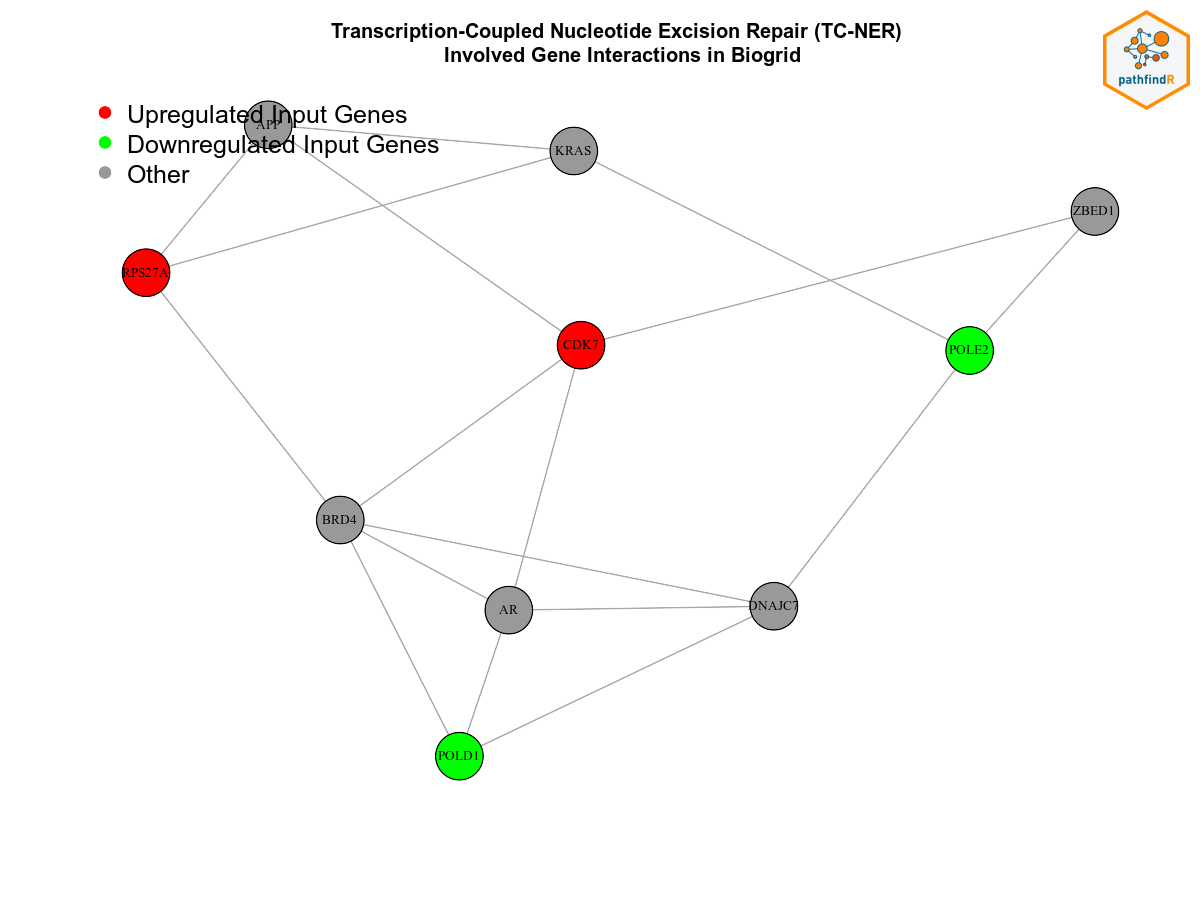 Transcription-Coupled Nucleotide Excision Repair (TC-NER)
Involved Gene Interactions in Biogrid
pathfindR
Upregulated Input Genes
APP
Downregulated Input Genes
KRAS
Other
ZBED1
RPS27A
CDK7
POLE2
BRD4
AR
DNAJC7
POLD1